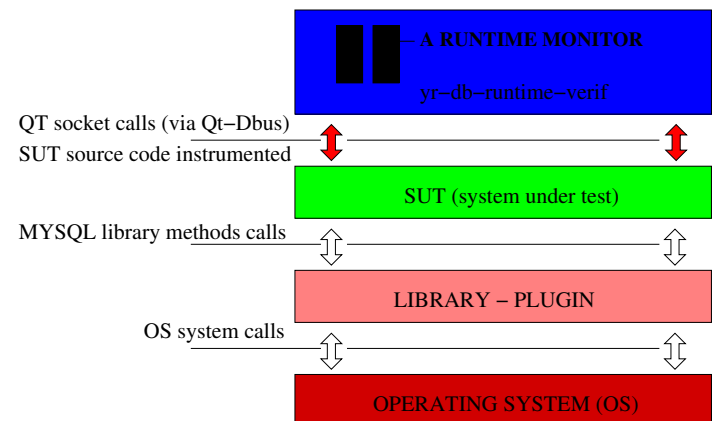 A RUNTIME MONITOR
yr−db−runtime−verif
QT socket calls (via Qt−Dbus)
SUT source code instrumented
SUT (system under test)
MYSQL library methods calls
LIBRARY − PLUGIN
OS system calls
OPERATING SYSTEM (OS)